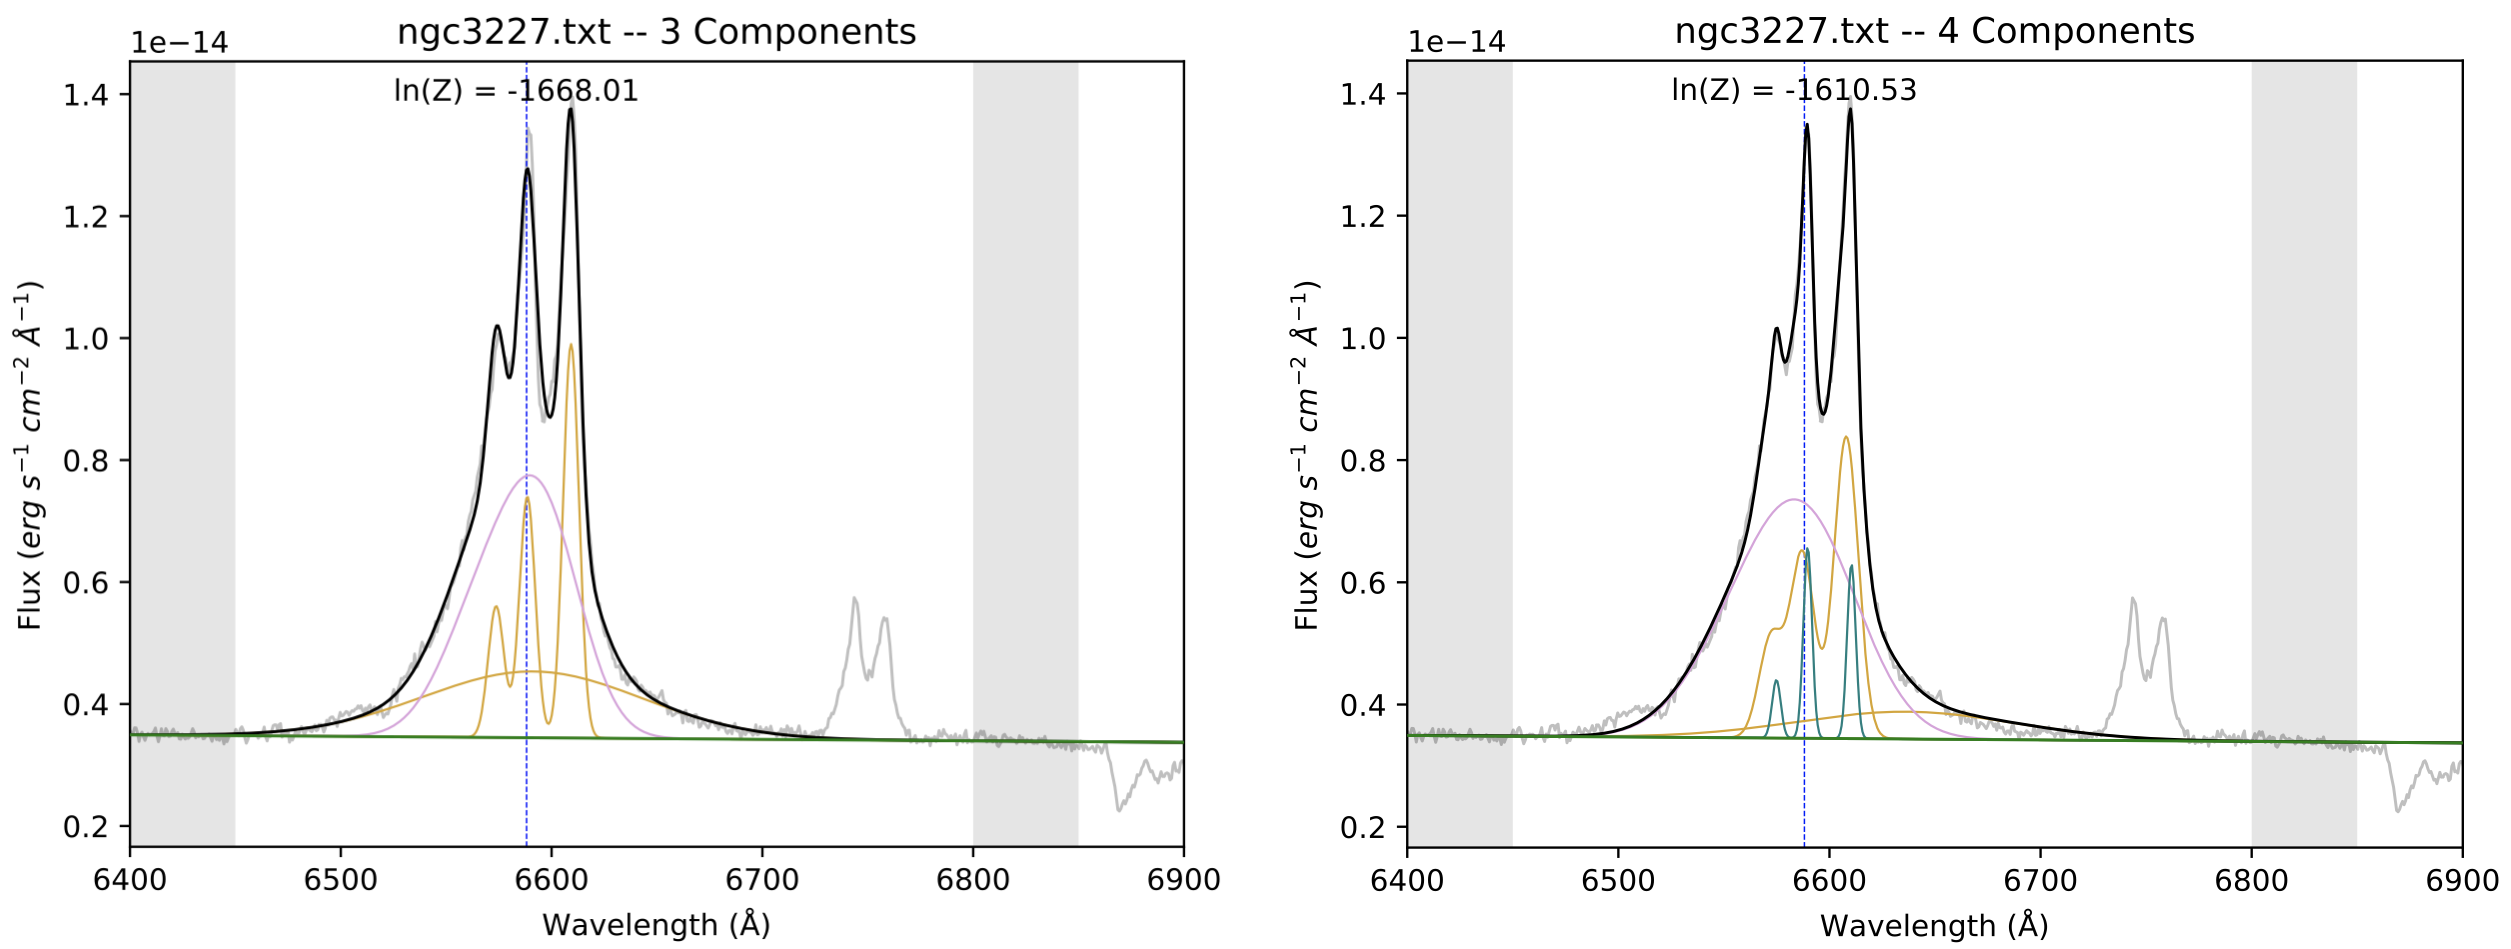 ngc3227.txt -- 3 Components
1e−14
ln(Z) = -1668.01
1.4
1.2
1.0
0.8
0.6
0.4
0.2
Flux (erg s⁻¹ cm⁻² Å⁻¹)
6400 6500 6600 6700 6800 6900
Wavelength (Å)
ngc3227.txt -- 4 Components
1e−14
ln(Z) = -1610.53
1.4
1.2
1.0
0.8
0.6
0.4
0.2
Flux (erg s⁻¹ cm⁻² Å⁻¹)
6400 6500 6600 6700 6800 6900
Wavelength (Å)